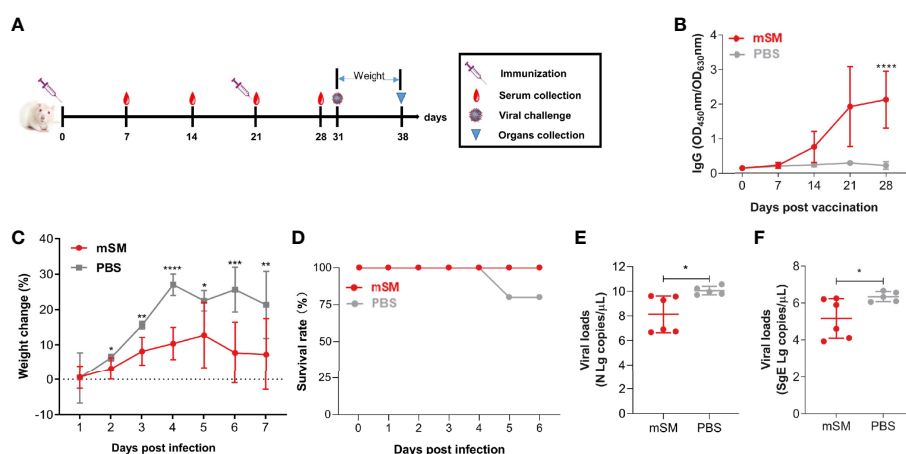 A
Weight
days
0
7
14
21
28
31
38
Immunization
Serum collection
Viral challenge
Organs collection
B
mSM
PBS
IgG (OD450nm/OD630nm)
6
4
3
2
1
0
****
0
7
14
21
28
Days post vaccination
C
mSM
PBS
Weight change (%)
40
30
20
10
0
-10
*
**
****
*
***
**
1
2
3
4
5
6
7
Days post infection
D
mSM
PBS
Survival rate (%)
100
75
50
25
0
0
1
2
3
4
5
6
Days post infection
E
Viral loads
(N Lg copies/μL)
12
10
8
6
4
2
0
*
mSM
PBS
F
Viral loads
(SgE Lg copies/μL)
8
6
4
2
0
*
mSM
PBS